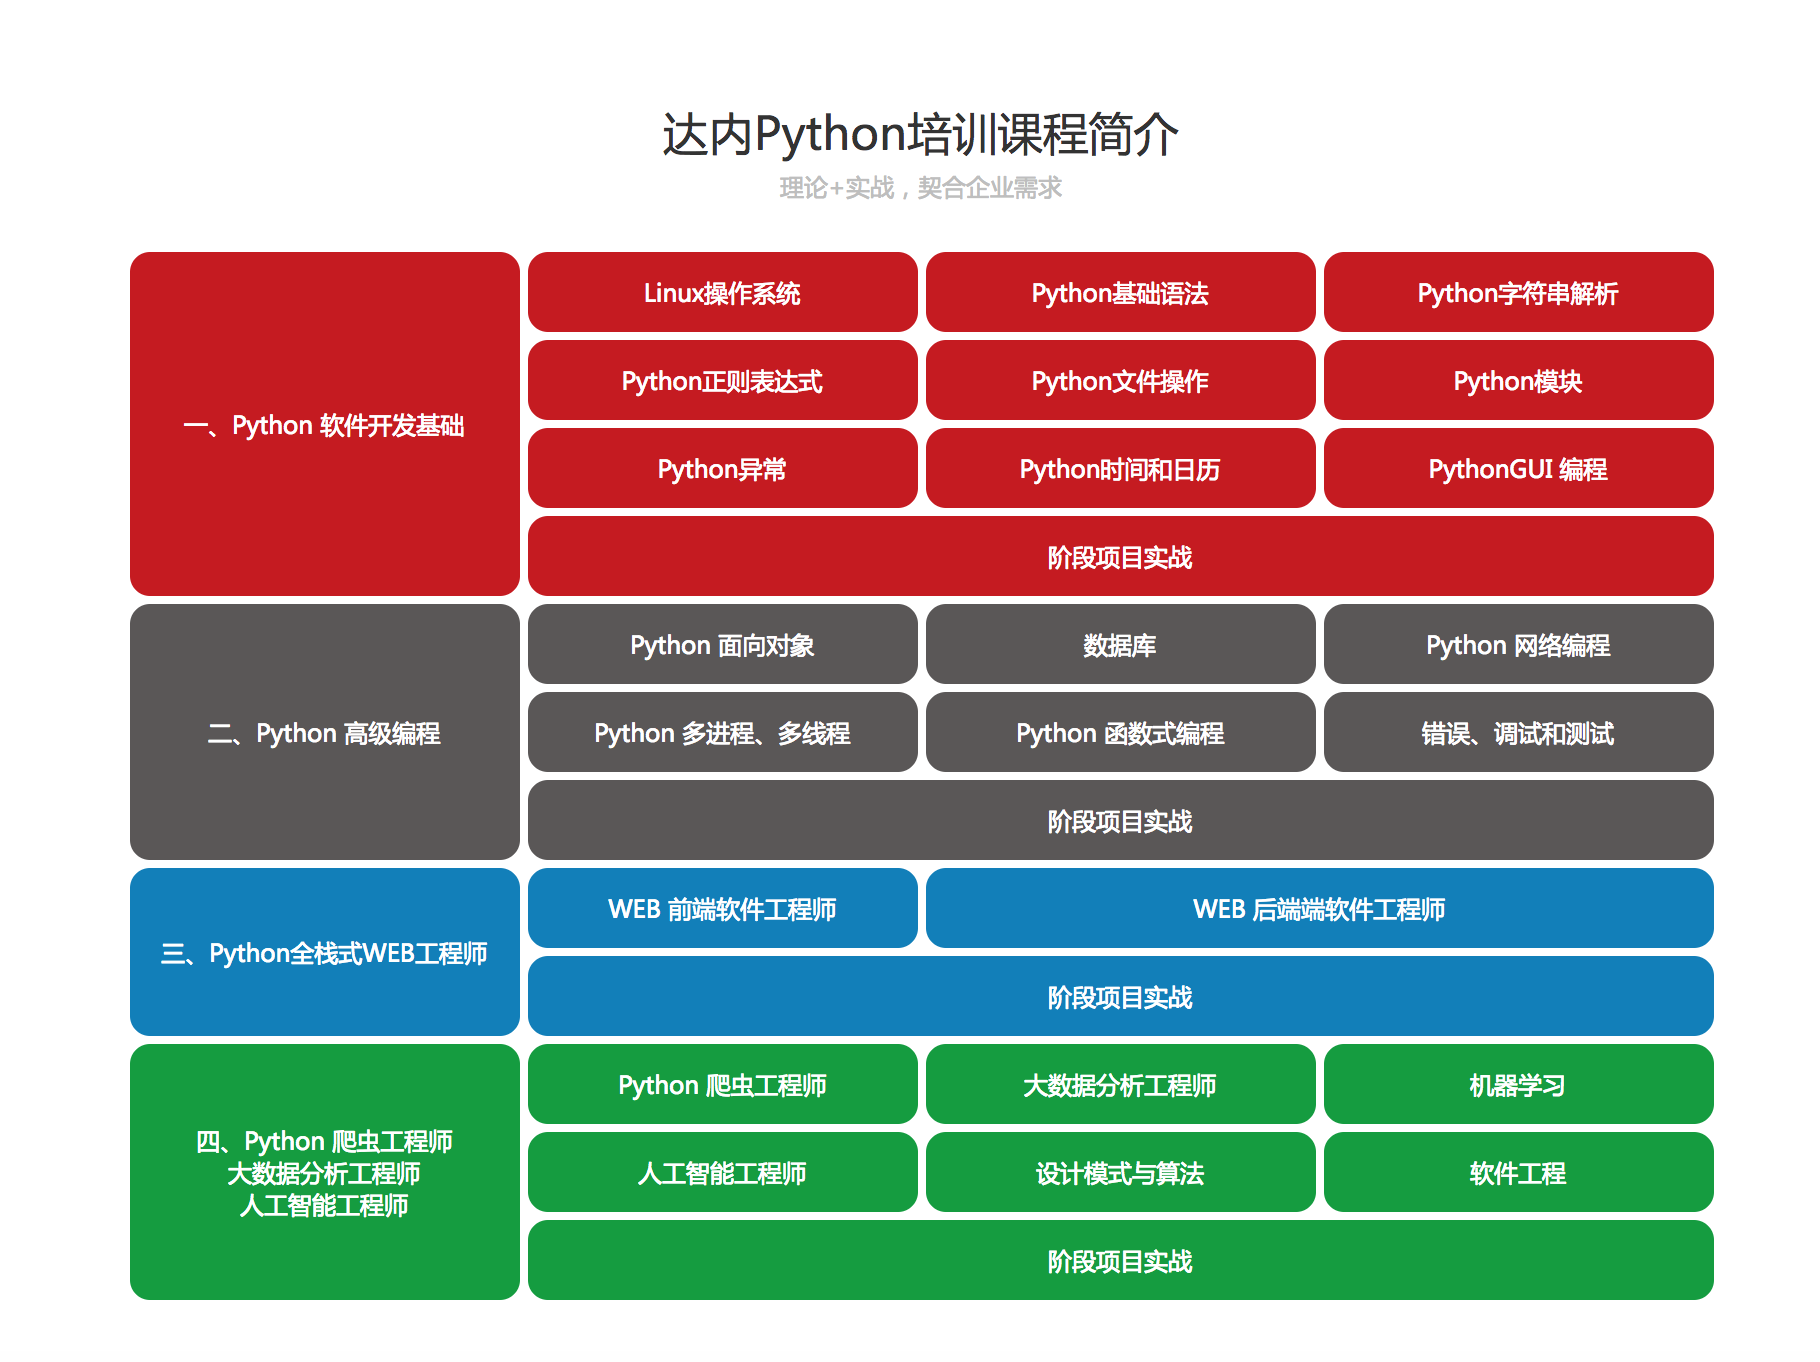 达内Python培训课程简介
理论+实战，契合企业需求
一、Python 软件开发基础
Linux操作系统
Python基础语法
Python字符串解析
Python正则表达式
Python文件操作
Python模块
Python异常
Python时间和日历
PythonGUI 编程
阶段项目实战
二、Python 高级编程
Python 面向对象
数据库
Python 网络编程
Python 多进程、多线程
Python 函数式编程
错误、调试和测试
阶段项目实战
三、Python全栈式WEB工程师
WEB 前端软件工程师
WEB 后端端软件工程师
阶段项目实战
四、Python 爬虫工程师
大数据分析工程师
人工智能工程师
Python 爬虫工程师
大数据分析工程师
机器学习
人工智能工程师
设计模式与算法
软件工程
阶段项目实战